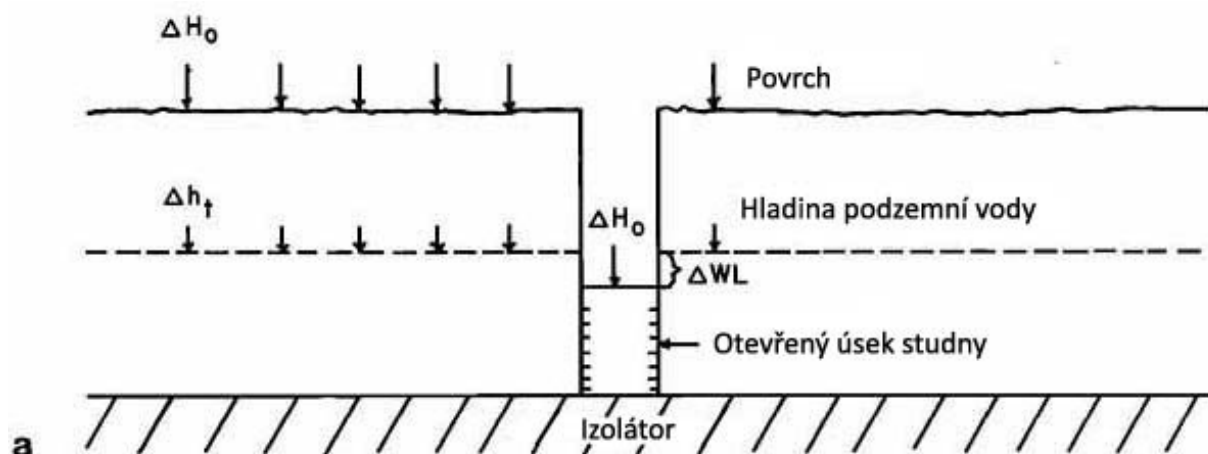 ΔH₀
Povrch
Δhₜ
ΔH₀
Hladina podzemní vody
ΔWL
Otevřený úsek studny
Izolátor
a